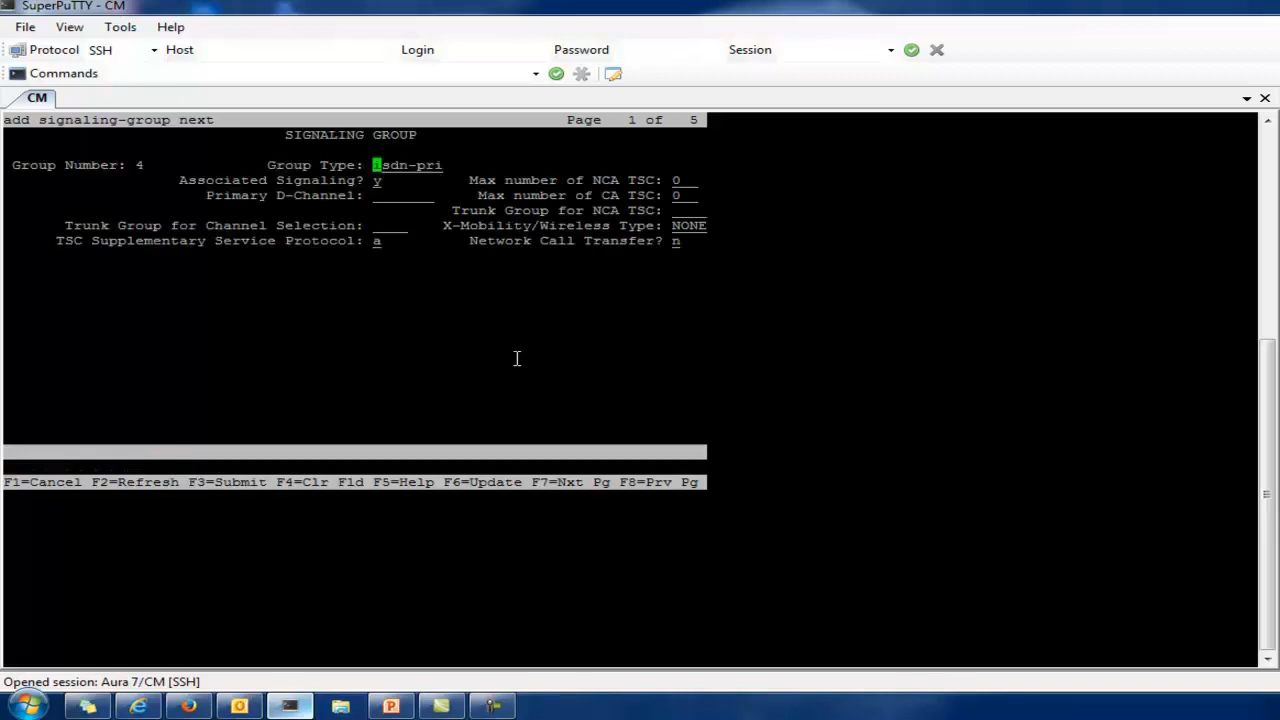 SuperPuTTY - CM
File View Tools Help
Protocol SSH Host Login Password Session
Commands
CM
add signaling-group next Page 1 of 5
SIGNALING GROUP
Group Number: 4 Group Type: isdn-pri
Associated Signaling? y Max number of NCA TSC: 0
Primary D-Channel: Max number of CA TSC: 0
Trunk Group for NCA TSC:
Trunk Group for Channel Selection: X-Mobility/Wireless Type: NONE
TSC Supplementary Service Protocol: a Network Call Transfer? n
F1=Cancel F2=Refresh F3=Submit F4=Clr Fld F5=Help F6=Update F7=Nxt Pg F8=Prv Pg
Opened session: Aura 7/CM [SSH]